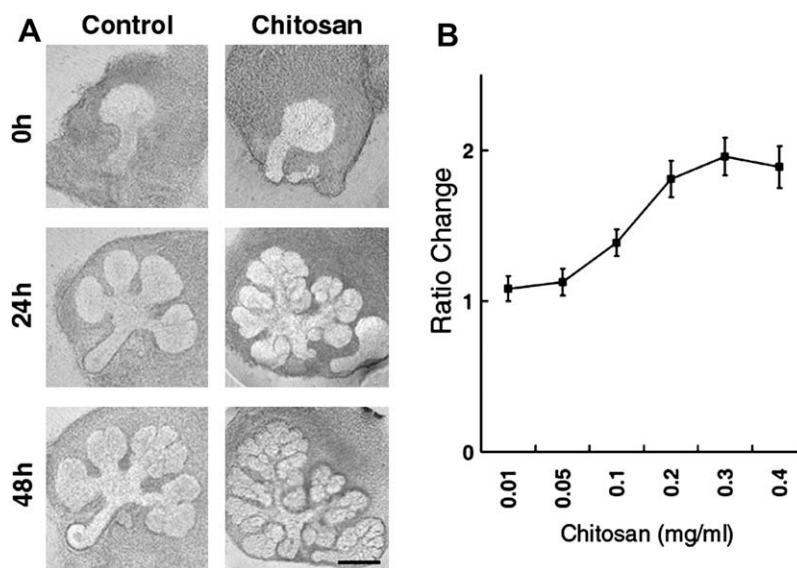 A
Control Chitosan
0h
24h
48h
B
Ratio Change
2
1
0
0.01 0.05 0.1 0.2 0.3 0.4
Chitosan (mg/ml)